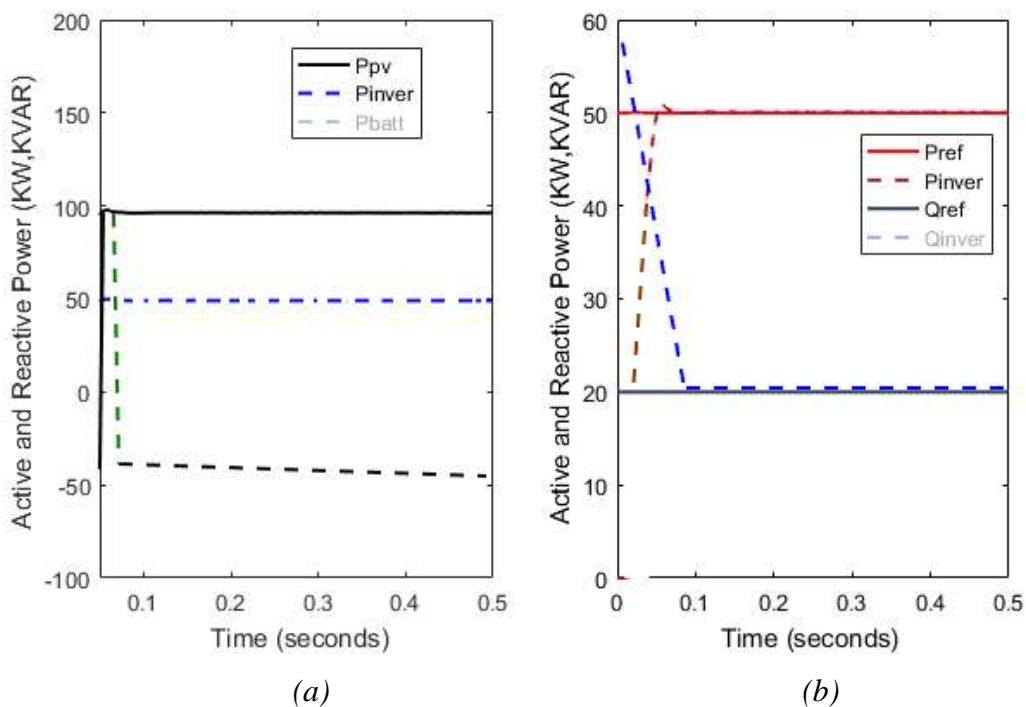 200
150
100
50
0
-50
-100
0.1 0.2 0.3 0.4 0.5
Active and Reactive Power (KW,KVAR)
Time (seconds)
Ppv
Pinver
Pbatt
(a)
60
50
40
30
20
10
0
0 0.1 0.2 0.3 0.4 0.5
Active and Reactive Power (KW,KVAR)
Time (seconds)
Pref
Pinver
Qref
Qinver
(b)